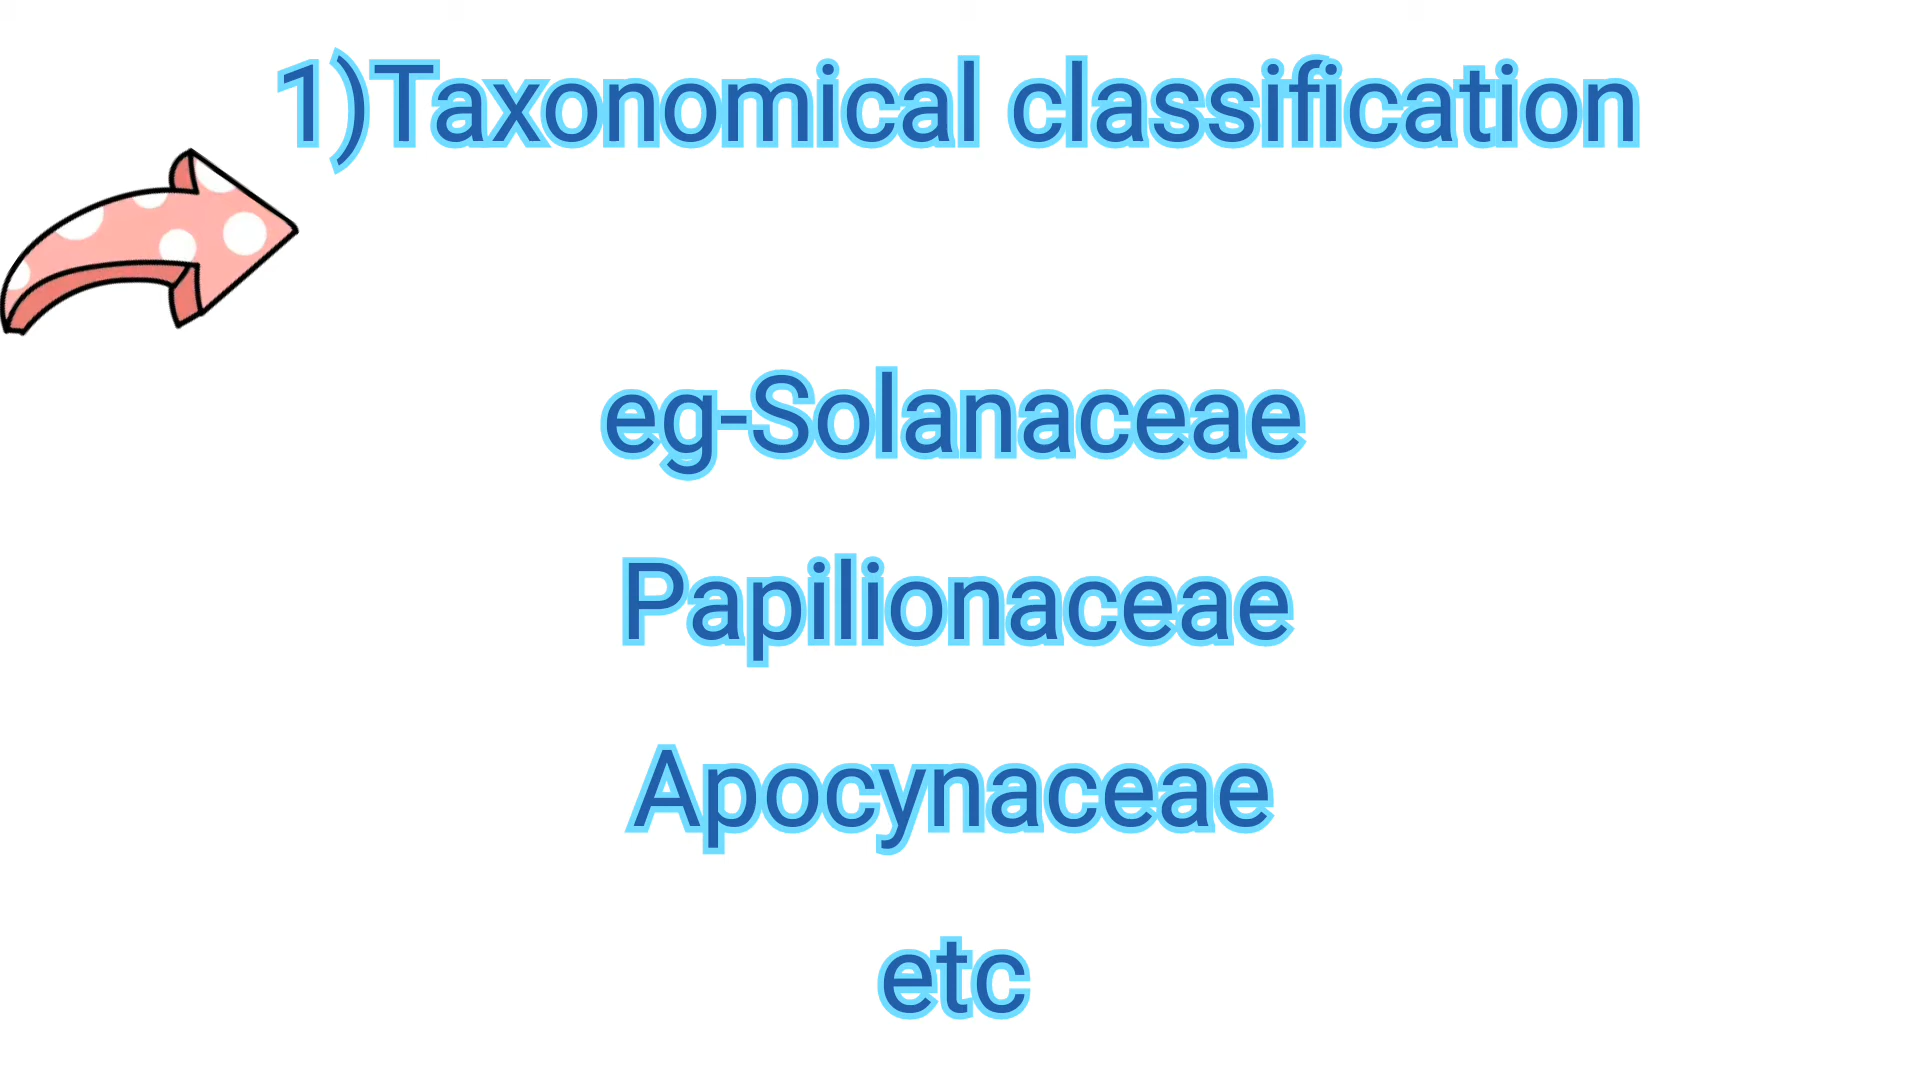 1)Taxonomical classification
eg-Solanaceae
Papilionaceae
Apocynaceae
etc